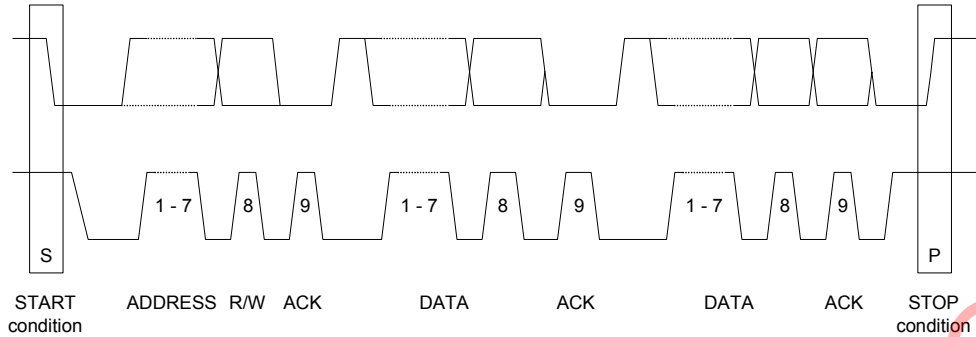 1 - 7 8 9 1 - 7 8 9 1 - 7 8 9
S P
START ADDRESS R/W ACK DATA ACK DATA ACK STOP
condition condition